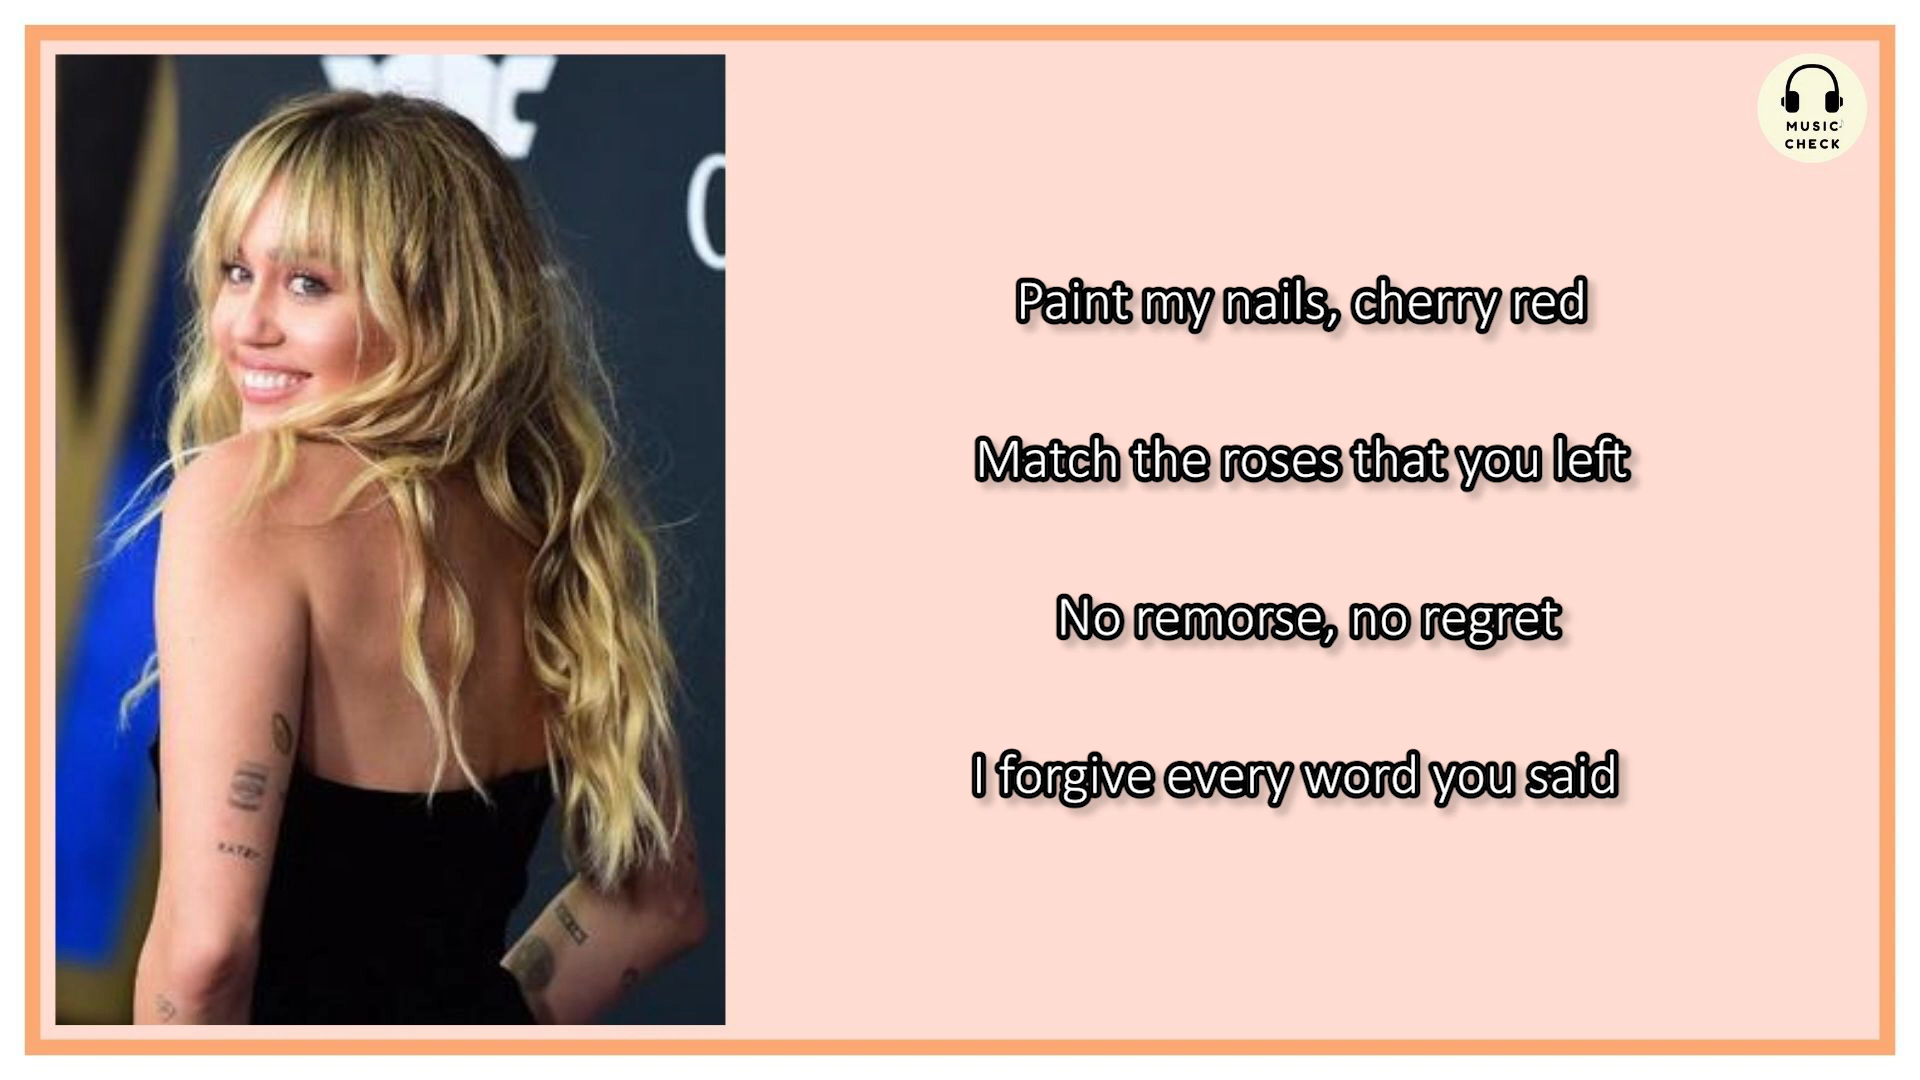 MUSIC
CHECK
Paint my nails, cherry red
Match the roses that you left
No remorse, no regret
I forgive every word you said